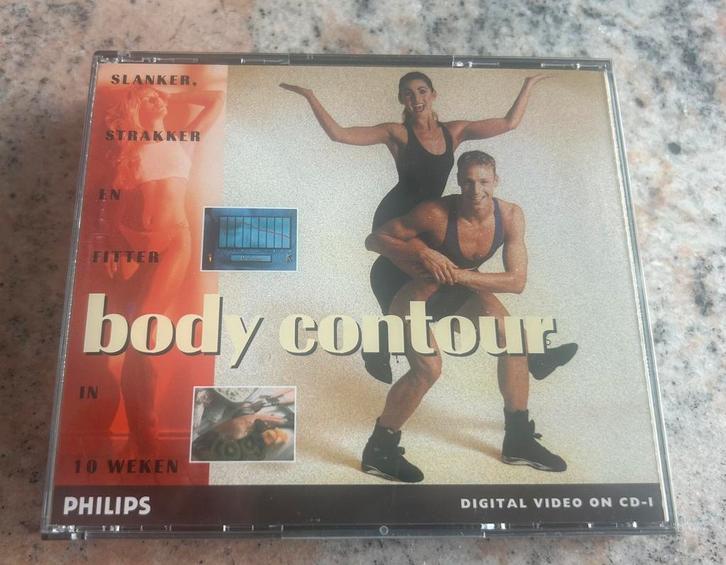 SLANKER,
STRAKKER
EN
FITTER
body contour
IN
10 WEKEN
PHILIPS
DIGITAL VIDEO ON CD-I